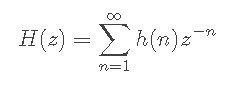 H(z) = \sum_{n=1}^{\infty} h(n)z^{-n}